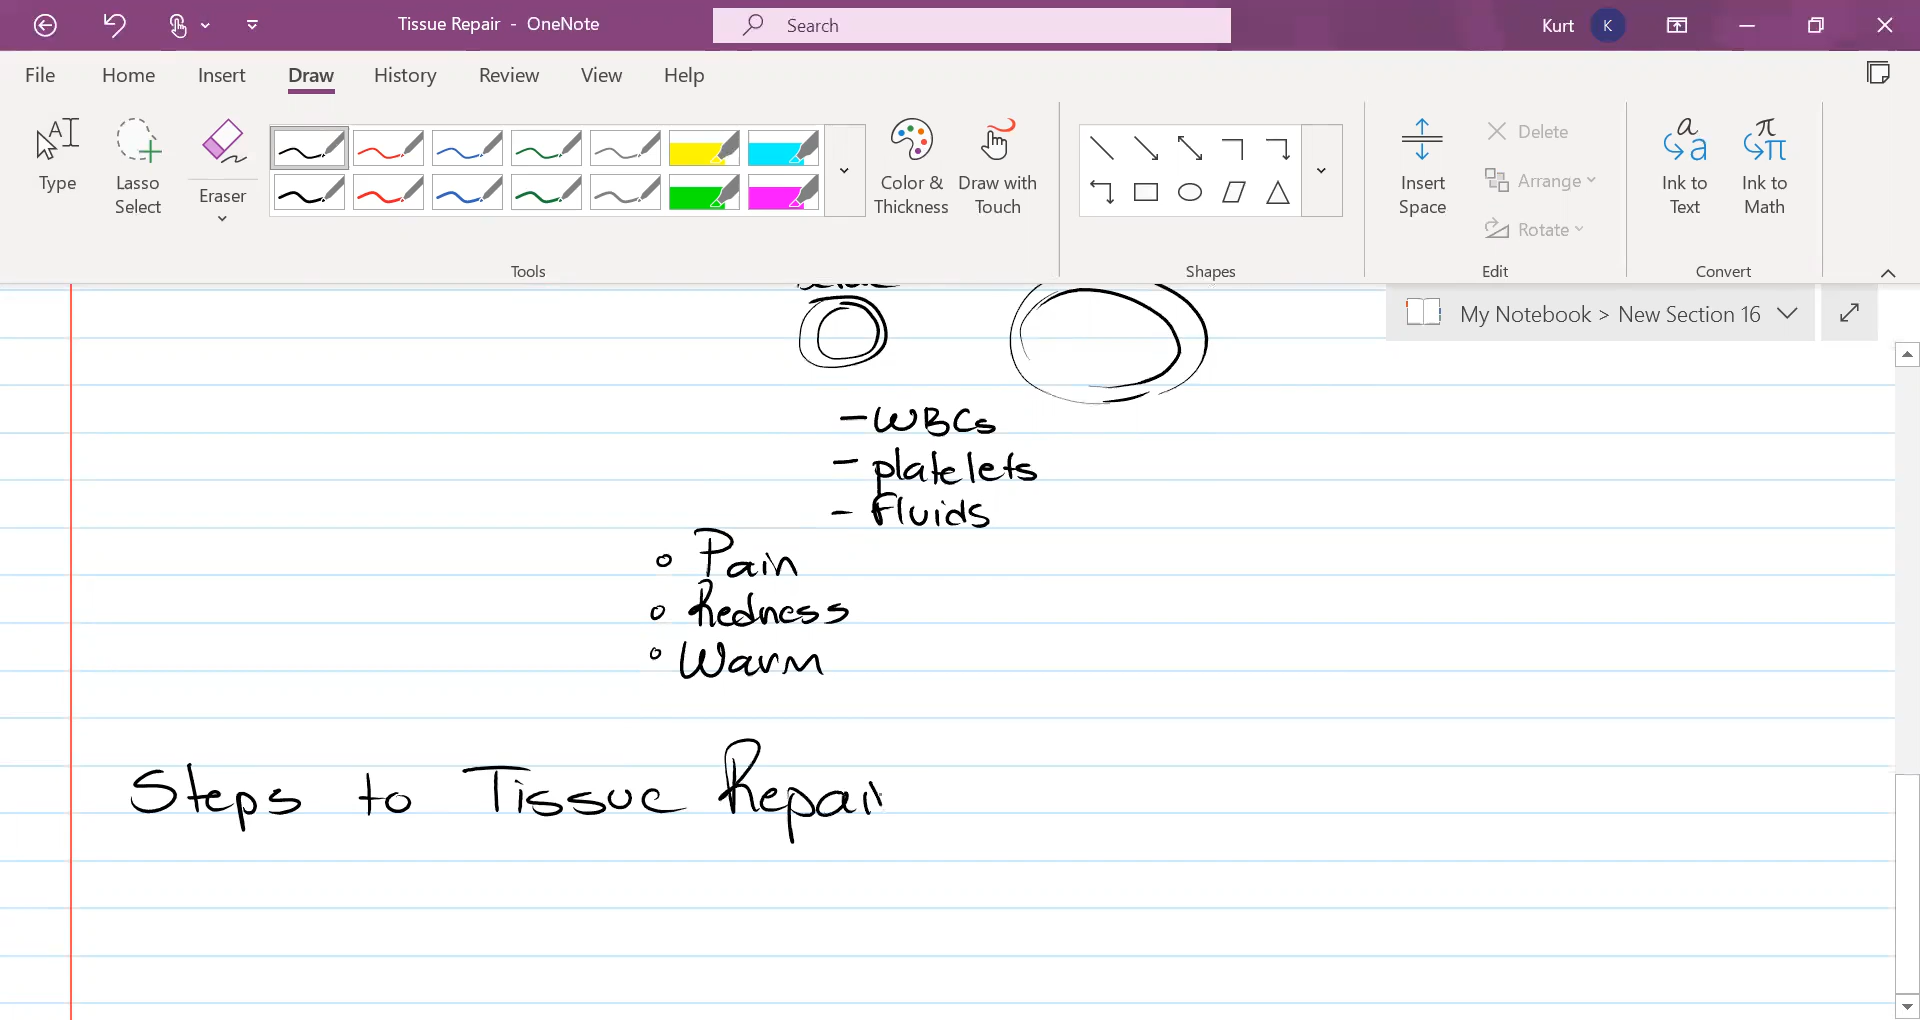 Tissue Repair - OneNote
Search
Kurt
K
File Home Insert Draw History Review View Help
Type
Lasso Select
Eraser
Color & Thickness
Draw with Touch
Insert Space
Delete
Arrange
Rotate
Ink to Text
Ink to Math
Tools
Shapes
Edit
Convert
My Notebook > New Section 16
- WBCs
- platelets
- Fluids
Pain
Redness
Warm
Steps to Tissue Repair